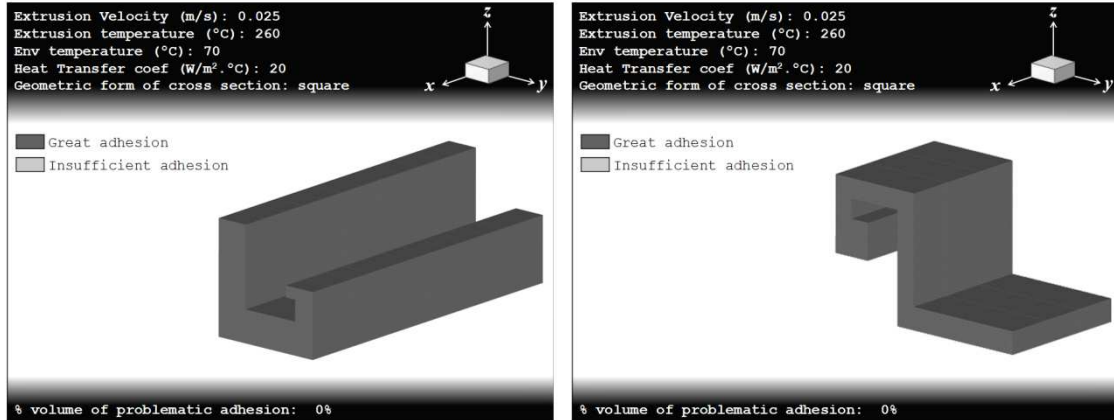 Extrusion Velocity (m/s): 0.025
Extrusion temperature (°C): 260
Env temperature (°C): 70
Heat Transfer coef (W/m².°C): 20
Geometric form of cross section: square
z
x
y
Great adhesion
Insufficient adhesion
% volume of problematic adhesion: 0%
Extrusion Velocity (m/s): 0.025
Extrusion temperature (°C): 260
Env temperature (°C): 70
Heat Transfer coef (W/m².°C): 20
Geometric form of cross section: square
z
x
y
Great adhesion
Insufficient adhesion
% volume of problematic adhesion: 0%